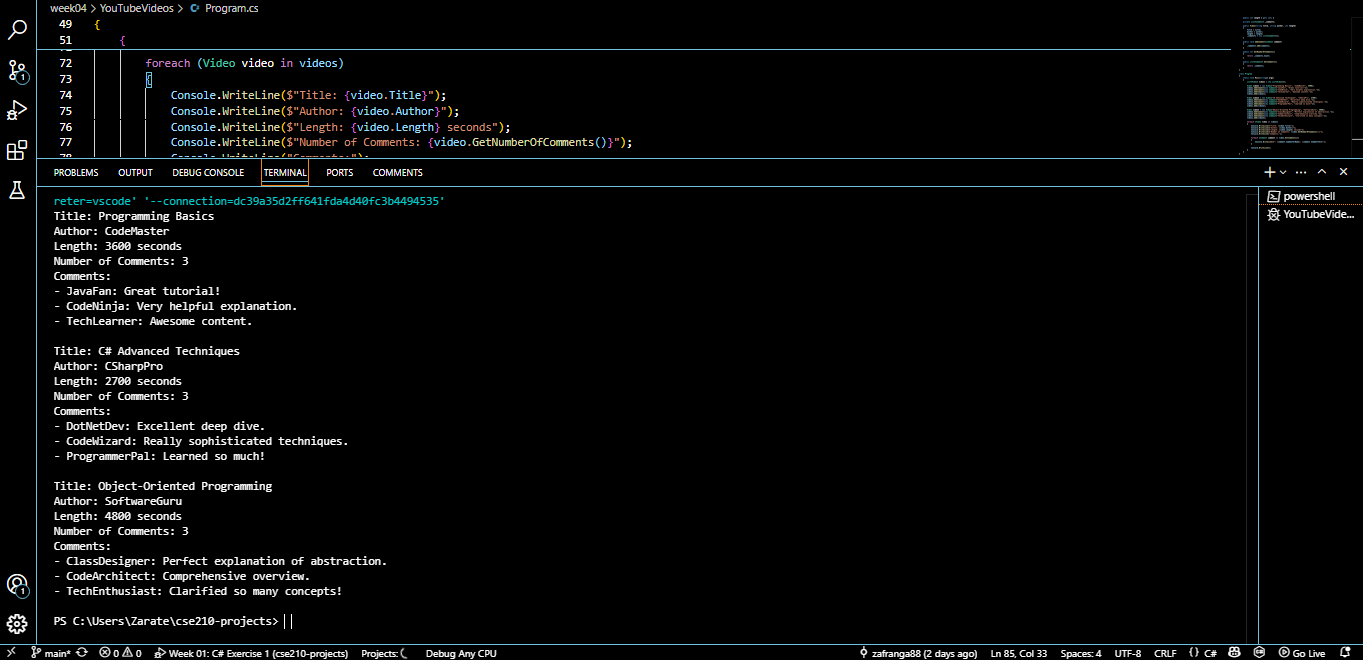 week04 > YouTubeVideos > Program.cs
49 {
51 {
72 foreach (Video video in videos)
73 {
74 Console.WriteLine($"Title: {video.Title}");
75 Console.WriteLine($"Author: {video.Author}");
76 Console.WriteLine($"Length: {video.Length} seconds");
77 Console.WriteLine($"Number of Comments: {video.GetNumberOfComments()}");
78 Console.WriteLine("Comments:");
PROBLEMS OUTPUT DEBUG CONSOLE TERMINAL PORTS COMMENTS
powershell
YouTubeVide...
reter=vscode' '--connection=dc39a35d2ff641fda4d40fc3b4494535'
Title: Programming Basics
Author: CodeMaster
Length: 3600 seconds
Number of Comments: 3
Comments:
- JavaFan: Great tutorial!
- CodeNinja: Very helpful explanation.
- TechLearner: Awesome content.
Title: C# Advanced Techniques
Author: CSharpPro
Length: 2700 seconds
Number of Comments: 3
Comments:
- DotNetDev: Excellent deep dive.
- CodeWizard: Really sophisticated techniques.
- ProgrammerPal: Learned so much!
Title: Object-Oriented Programming
Author: SoftwareGuru
Length: 4800 seconds
Number of Comments: 3
Comments:
- ClassDesigner: Perfect explanation of abstraction.
- CodeArchitect: Comprehensive overview.
- TechEnthusiast: Clarified so many concepts!
PS C:\Users\Zarate\cse210-projects>
1
1
main* 0 0 Week 01: C# Exercise 1 (cse210-projects) Projects: Debug Any CPU zafranga88 (2 days ago) Ln 85, Col 33 Spaces: 4 UTF-8 CRLF {} C# Go Live